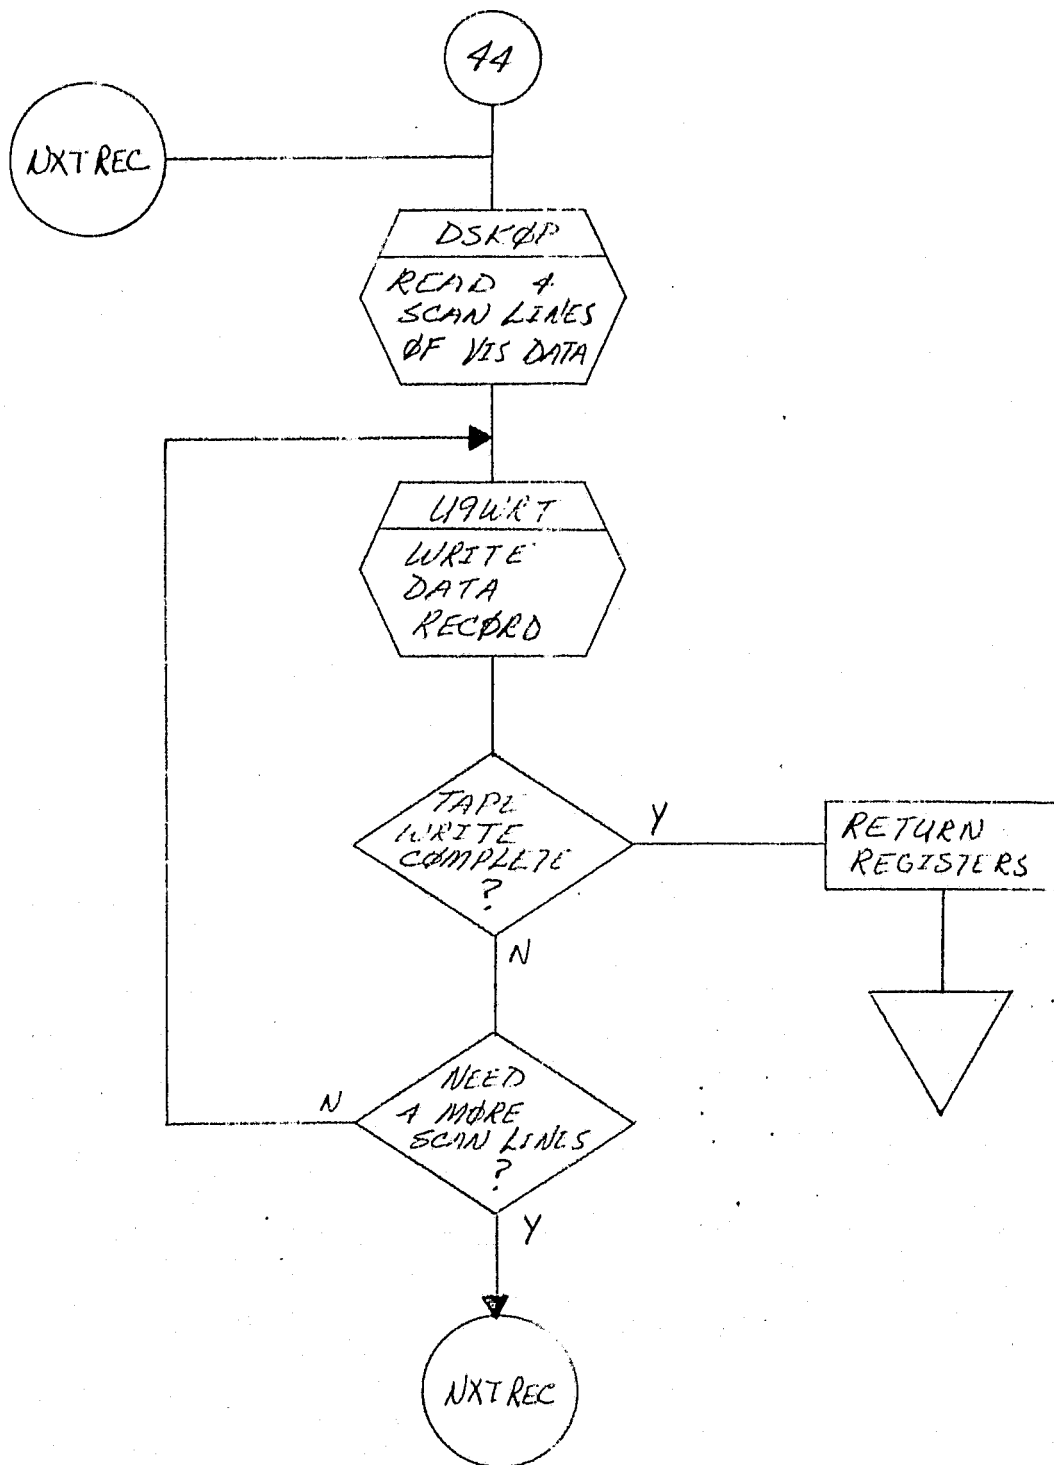 44
NXTREC
DSKØP
READ 4
SCAN LINES
ØF VIS DATA
U9WRT
WRITE
DATA
RECØRD
TAPE
WRITE
CØMPLETE
?
Y
RETURN
REGISTERS
N
NEED
4 MØRE
SCAN LINES
?
N
Y
NXTREC